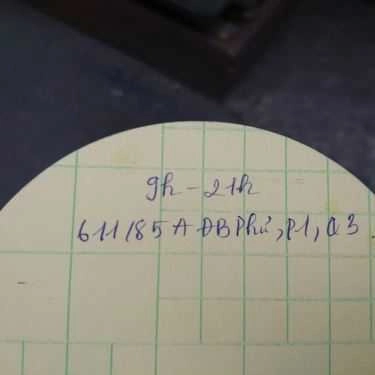 9h - 21h
611/85A ĐBPhủ, P1, Q3